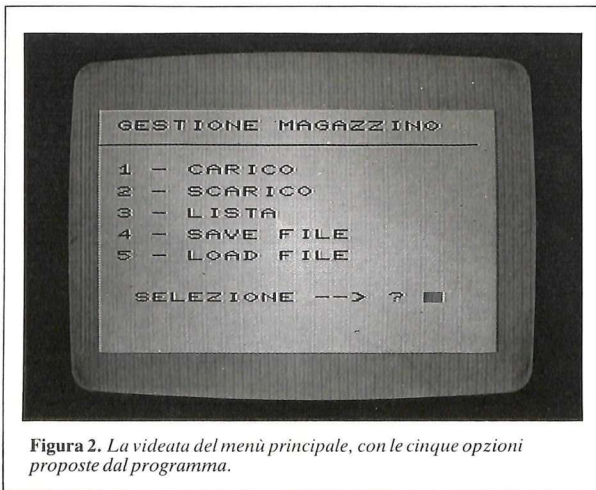 GESTIONE MAGAZZINO
1 - CARICO
2 - SCARICO
3 - LISTA
4 - SAVE FILE
5 - LOAD FILE
SELEZIONE --> ?
Figura 2. La videata del menù principale, con le cinque opzioni
proposte dal programma.